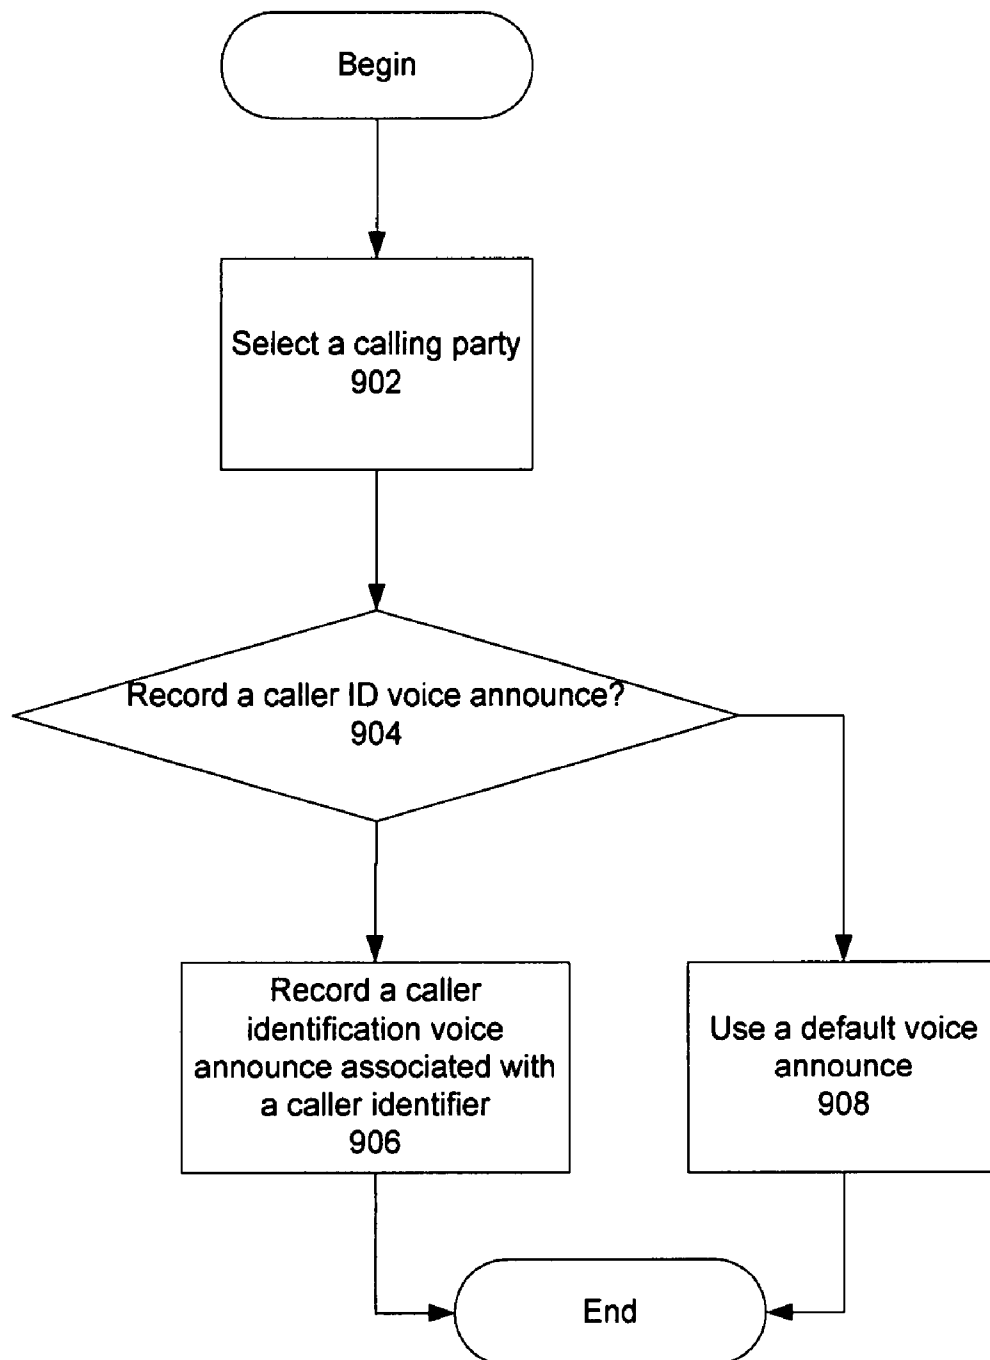 Begin
Select a calling party
902
Record a caller ID voice announce?
904
Record a caller
identification voice
announce associated with
a caller identifier
906
Use a default voice
announce
908
End